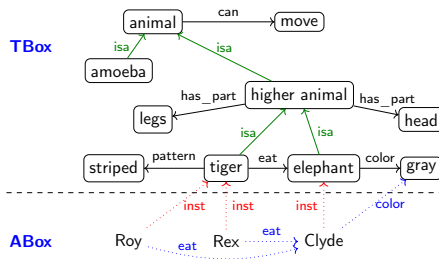 animal can move
TBox
isa isa
amoeba
higher animal
has_part has_part
legs head
isa isa
striped pattern tiger eat elephant color gray
inst inst inst color
eat
ABox Roy Rex Clyde
eat